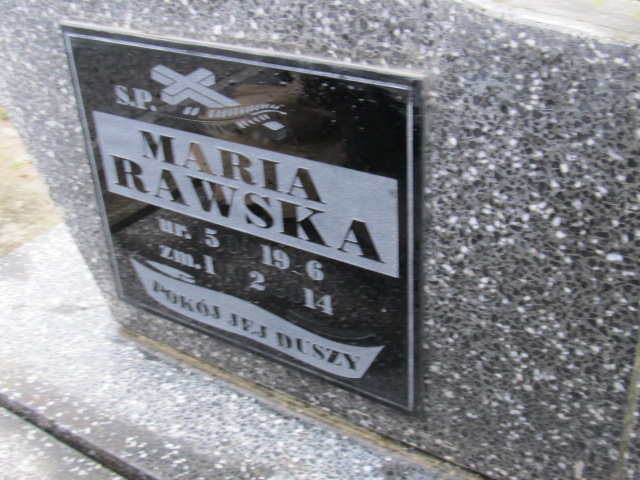 S.P.
MARIA
RAWSKA
ur. 5 19 6
zm. 1 2 14
POKÓJ JEJ DUSZY